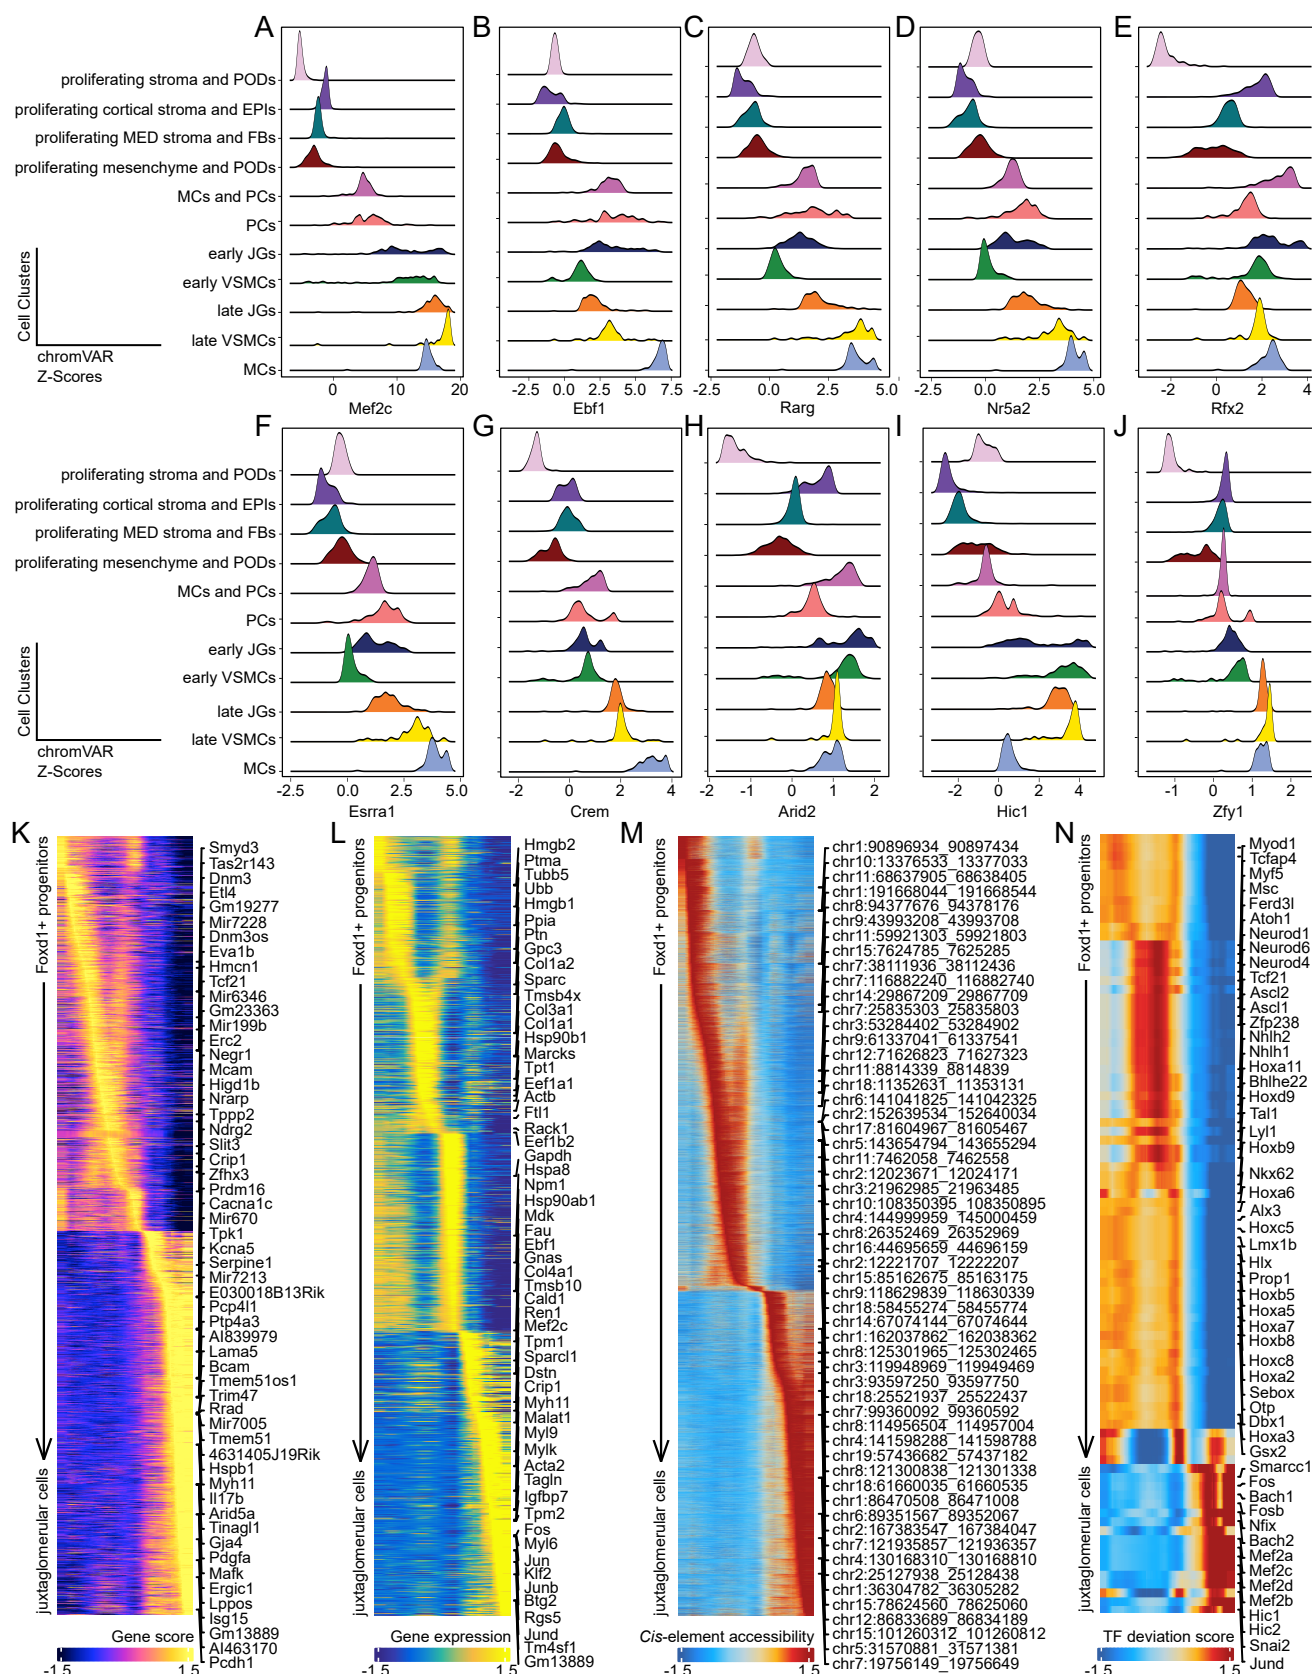 A
B
C
D
E
proliferating stroma and PODs
proliferating cortical stroma and EPIs
proliferating MED stroma and FBs
proliferating mesenchyme and PODs
MCs and PCs
PCs
early JGs
early VSMCs
late JGs
late VSMCs
MCs
Cell Clusters
chromVAR
Z-Scores
0 10 20
Mef2c
-2.5 0.0 2.5 5.0 7.5
Ebf1
-2.5 0.0 2.5 5.0
Rarg
-2.5 0.0 2.5 5.0
Nr5a2
-2 0 2 4
Rfx2
F
G
H
I
J
proliferating stroma and PODs
proliferating cortical stroma and EPIs
proliferating MED stroma and FBs
proliferating mesenchyme and PODs
MCs and PCs
PCs
early JGs
early VSMCs
late JGs
late VSMCs
MCs
Cell Clusters
chromVAR
Z-Scores
-2.5 0.0 2.5 5.0
Esrra1
-2 0 2 4
Crem
-2 -1 0 1 2
Arid2
-2 0 2 4
Hic1
-1 0 1 2
Zfy1
K
Foxd1+ progenitors
juxtaglomerular cells
Smyd3
Tas2r143
Dnm3
Etl4
Gm19277
Mir7228
Dnm3os
Eva1b
Hmcn1
Tcf21
Mir6346
Gm23363
Mir199b
Erc2
Negr1
Mcam
Higd1b
Nrarp
Tppp2
Ndrg2
Slit3
Crip1
Zfhx3
Prdm16
Cacna1c
Mir670
Tpk1
Kcna5
Serpine1
Mir7213
E030018B13Rik
Pcp4l1
Ptp4a3
AI839979
Lama5
Bcam
Tmem51os1
Trim47
Rrad
Mir7005
Tmem51
4631405J19Rik
Hspb1
Myh11
Il17b
Arid5a
Tinagl1
Gja4
Pdgfa
Mafk
Ergic1
Lppos
Isg15
Gm13889
AI463170
Pcdh1
Gene score
-1.5 1.5
L
Foxd1+ progenitors
juxtaglomerular cells
Hmgb2
Ptma
Tubb5
Ubb
Hmgb1
Ppia
Ptn
Gpc3
Col1a2
Sparc
Tmsb4x
Col3a1
Col1a1
Hsp90b1
Marcks
Tpt1
Eef1a1
Actb
Ftl1
Rack1
Eef1b2
Gapdh
Hspa8
Npm1
Hsp90ab1
Mdk
Fau
Ebf1
Gnas
Col4a1
Tmsb10
Cald1
Ren1
Mef2c
Tpm1
Sparcl1
Dstn
Crip1
Myh11
Malat1
Myl9
Mylk
Acta2
Tagln
Igfbp7
Tpm2
Fos
Myl6
Jun
Klf2
Junb
Btg2
Rgs5
Jund
Tm4sf1
Gm13889
Gene expression
-1.5 1.5
M
Foxd1+ progenitors
juxtaglomerular cells
chr1:90896934_90897434
chr10:13376533_13377033
chr11:68637905_68638405
chr1:191668044_191668544
chr8:94377676_94378176
chr9:43993208_43993708
chr11:59921303_59921803
chr15:7624785_7625285
chr7:38111936_38112436
chr7:116882240_116882740
chr14:29867209_29867709
chr7:25835303_25835803
chr3:53284402_53284902
chr9:61337041_61337541
chr12:71626823_71627323
chr11:8814339_8814839
chr18:11352631_11353131
chr6:141041825_141042325
chr2:152639534_152640034
chr17:81604967_81605467
chr5:143654794_143655294
chr11:7462058_7462558
chr2:12023671_12024171
chr3:21962985_21963485
chr10:108350395_108350895
chr4:144999959_145000459
chr8:26352469_26352969
chr16:44695659_44696159
chr2:12221707_12222207
chr15:85162675_85163175
chr9:118629839_118630339
chr18:58455274_58455774
chr14:67074144_67074644
chr1:162037862_162038362
chr8:125301965_125302465
chr3:119948969_119949469
chr3:93597250_93597750
chr18:25521937_25522437
chr7:99360092_99360592
chr8:114956504_114957004
chr4:141598288_141598788
chr19:57436682_57437182
chr8:121300838_121301338
chr18:61660035_61660535
chr1:86470508_86471008
chr6:89351567_89352067
chr2:167383547_167384047
chr7:121935857_121936357
chr4:130168310_130168810
chr2:25127938_25128438
chr1:36304782_36305282
chr15:78624560_78625060
chr12:86833689_86834189
chr15:101260312_101260812
chr5:31570881_31571381
chr7:19756149_19756649
Cis-element accessibility
-1.5 1.5
N
Foxd1+ progenitors
juxtaglomerular cells
Myod1
Tcfap4
Myf5
Msc
Ferd3l
Atoh1
Neurod1
Neurod6
Neurod4
Tcf21
Ascl2
Ascl1
Zfp238
Nhlh2
Nhlh1
Hoxa11
Bhlhe22
Hoxd9
Tal1
Lyl1
Hoxb9
Nkx62
Hoxa6
Alx3
Hoxc5
Lmx1b
Hlx
Prop1
Hoxb5
Hoxa5
Hoxa7
Hoxb8
Hoxc8
Hoxa2
Sebox
Otp
Dbx1
Hoxa3
Gsx2
Smarcc1
Fos
Bach1
Fosb
Nfix
Bach2
Mef2a
Mef2c
Mef2d
Mef2b
Hic1
Hic2
Snai2
Jund
TF deviation score
-1.5 1.5